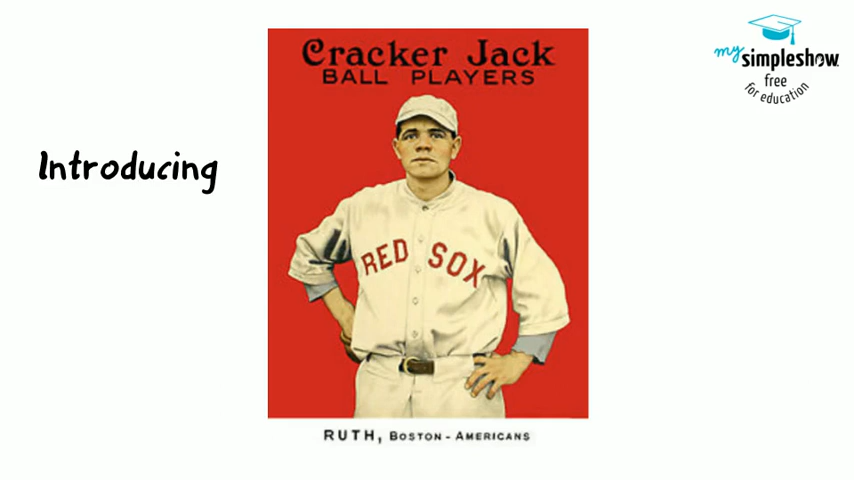 Cracker Jack
BALL PLAYERS
my
simpleshow
free
for education
Introducing
RED SOX
RUTH, BOSTON - AMERICANS